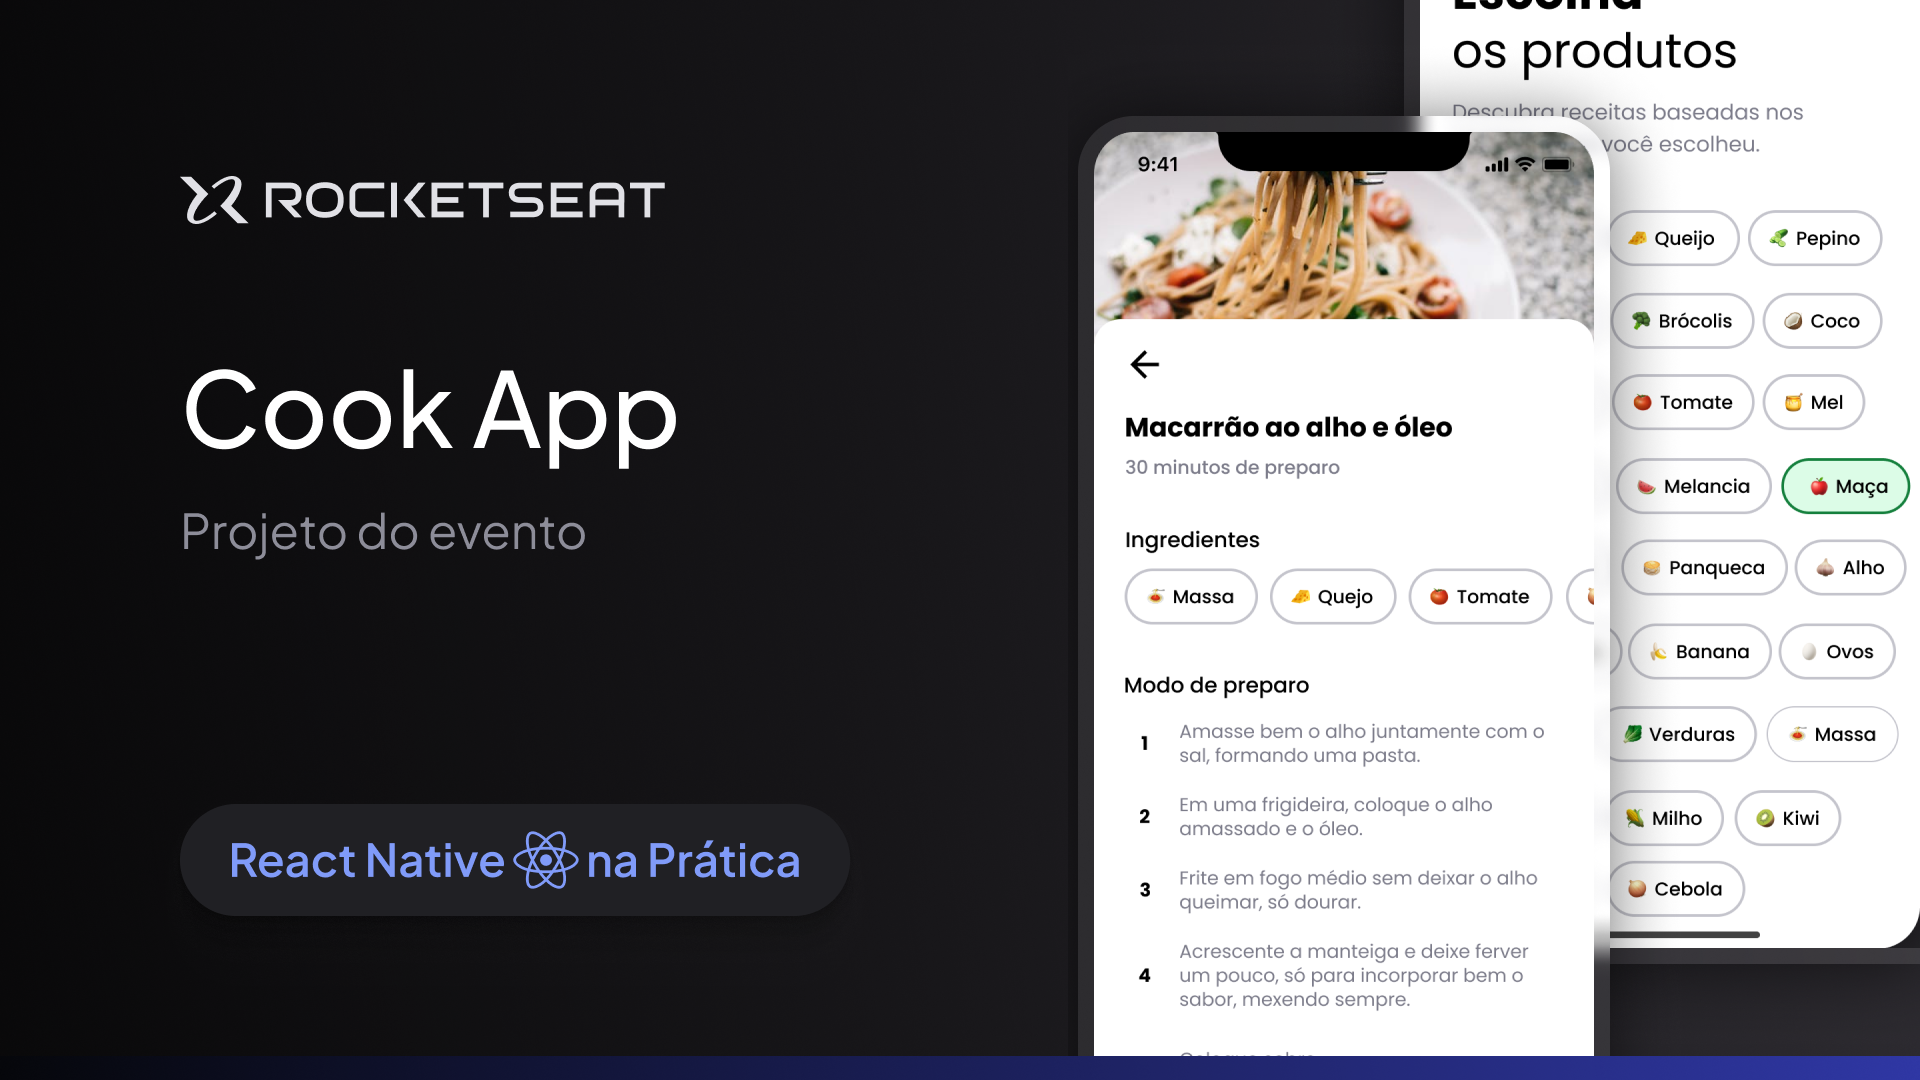 ROCKETSEAT
Cook App
Projeto do evento
React Native na Prática
9:41
Macarrão ao alho e óleo
30 minutos de preparo
Ingredientes
Massa
Quejo
Tomate
Modo de preparo
1
Amasse bem o alho juntamente com o
sal, formando uma pasta.
2
Em uma frigideira, coloque o alho
amassado e o óleo.
3
Frite em fogo médio sem deixar o alho
queimar, só dourar.
4
Acrescente a manteiga e deixe ferver
um pouco, só para incorporar bem o
sabor, mexendo sempre.
Escolha
os produtos
Descubra receitas baseadas nos
você escolheu.
Queijo
Pepino
Brócolis
Coco
Tomate
Mel
Melancia
Maça
Panqueca
Alho
Banana
Ovos
Verduras
Massa
Milho
Kiwi
Cebola